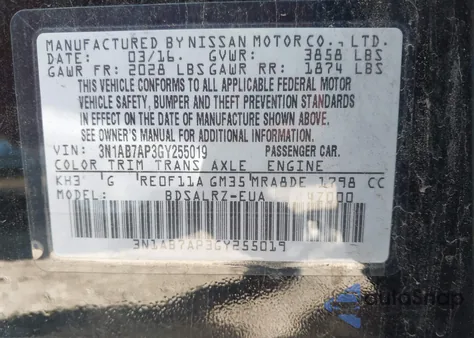 MANUFACTURED BY NISSAN MOTOR CO., LTD.
DATE: 03/16. GVWR: 3858 LBS
GAWR FR: 2028 LBS GAWR RR: 1874 LBS
THIS VEHICLE CONFORMS TO ALL APPLICABLE FEDERAL MOTOR
VEHICLE SAFETY, BUMPER AND THEFT PREVENTION STANDARDS
IN EFFECT ON THE DATE OF MANUFACTURE SHOWN ABOVE.
SEE OWNER'S MANUAL FOR ADDITIONAL INFORMATION.
VIN: 3N1AB7AP3GY255019 PASSENGER CAR.
COLOR TRIM TRANS AXLE ENGINE
KH3 G RE0F11A GM35 MRA8DE 1798 CC
MODEL BDSALRZ-EUA 4Z000
3N1AB7AP3GY255019
autoSnap